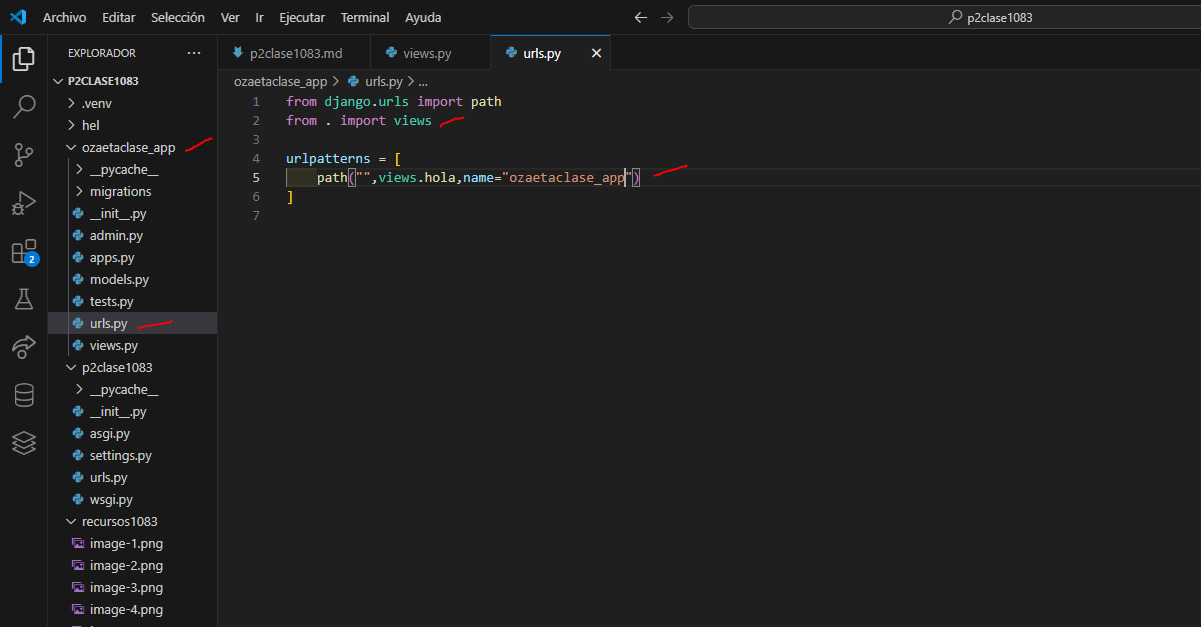 Archivo Editar Selección Ver Ir Ejecutar Terminal Ayuda p2clase1083
EXPLORADOR ...
P2CLASE1083
.venv
hel
ozaetaclase_app
__pycache__
migrations
__init__.py
admin.py
apps.py
models.py
tests.py
urls.py
views.py
p2clase1083
__pycache__
__init__.py
asgi.py
settings.py
urls.py
wsgi.py
recursos1083
image-1.png
image-2.png
image-3.png
image-4.png
2
p2clase1083.md views.py urls.py
ozaetaclase_app > urls.py > ...
1 from django.urls import path
2 from . import views
3
4 urlpatterns = [
5 path("",views.hola,name="ozaetaclase_app")
6 ]
7